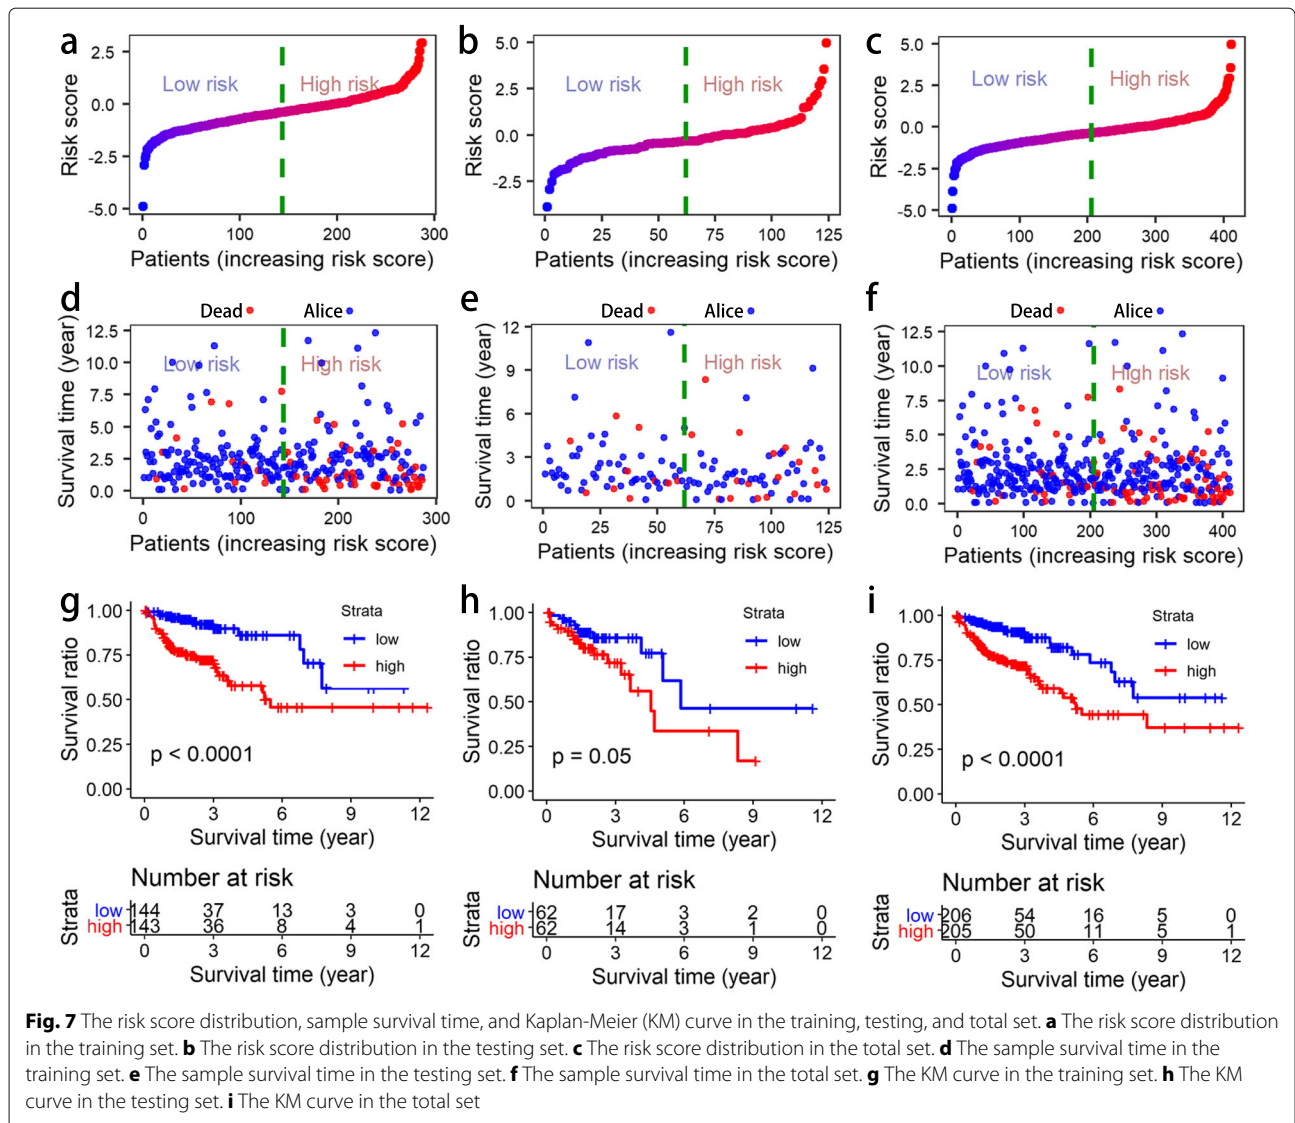 a
2.5
0.0
-2.5
-5.0
Risk score
Low risk
High risk
0 100 200 300
Patients (increasing risk score)
b
5.0
2.5
0.0
-2.5
Risk score
Low risk
High risk
0 25 50 75 100 125
Patients (increasing risk score)
c
5.0
2.5
0.0
-2.5
-5.0
Risk score
Low risk
High risk
0 100 200 300 400
Patients (increasing risk score)
d
Dead Alice
12.5
10.0
7.5
5.0
2.5
0.0
Survival time (year)
Low risk
High risk
0 100 200 300
Patients (increasing risk score)
e
Dead Alice
12
9
6
3
0
Survival time (year)
Low risk
High risk
0 25 50 75 100 125
Patients (increasing risk score)
f
Dead Alice
12.5
10.0
7.5
5.0
2.5
0.0
Survival time (year)
Low risk
High risk
0 100 200 300 400
Patients (increasing risk score)
g
1.00
0.75
0.50
0.25
0.00
Survival ratio
Strata
low
high
p < 0.0001
0 3 6 9 12
Survival time (year)
Number at risk
Strata
low 144 37 13 3 0
high 143 36 8 4 1
0 3 6 9 12
Survival time (year)
h
1.00
0.75
0.50
0.25
0.00
Survival ratio
Strata
low
high
p = 0.05
0 3 6 9 12
Survival time (year)
Number at risk
Strata
low 62 17 3 2 0
high 62 14 3 1 0
0 3 6 9 12
Survival time (year)
i
1.00
0.75
0.50
0.25
0.00
Survival ratio
Strata
low
high
p < 0.0001
0 3 6 9 12
Survival time (year)
Number at risk
Strata
low 206 54 16 5 0
high 205 50 11 5 1
0 3 6 9 12
Survival time (year)
Fig. 7 The risk score distribution, sample survival time, and Kaplan-Meier (KM) curve in the training, testing, and total set. a The risk score distribution
in the training set. b The risk score distribution in the testing set. c The risk score distribution in the total set. d The sample survival time in the
training set. e The sample survival time in the testing set. f The sample survival time in the total set. g The KM curve in the training set. h The KM
curve in the testing set. i The KM curve in the total set